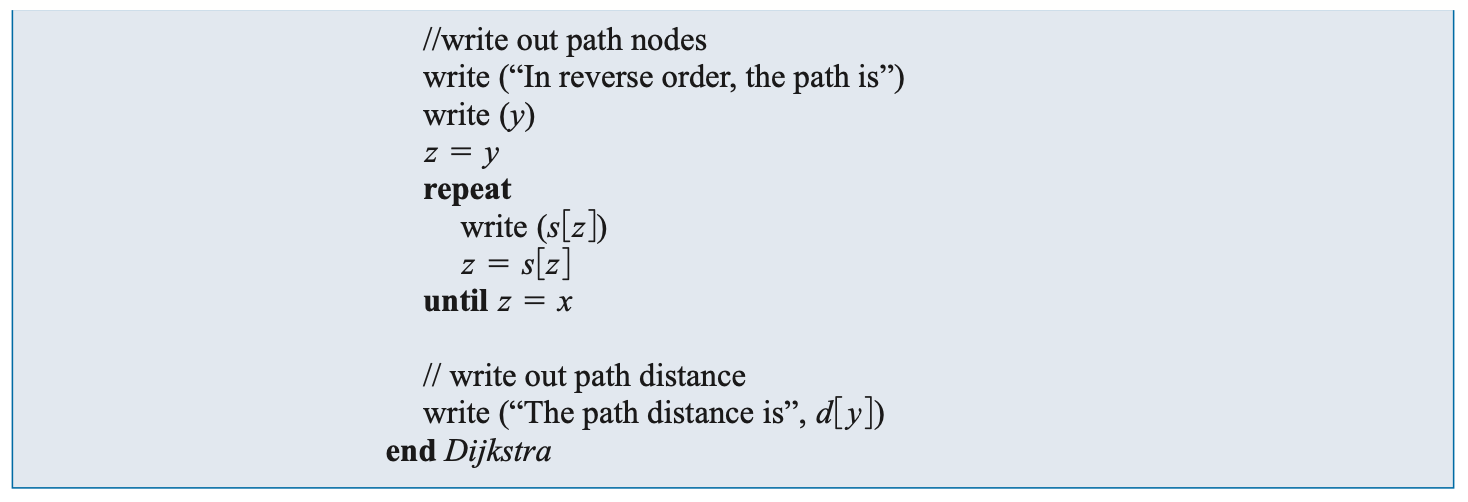 //write out path nodes
write (“In reverse order, the path is”)
write (y)
z = y
repeat
write (s[z])
z = s[z]
until z = x
// write out path distance
write (“The path distance is”, d[y])
end Dijkstra